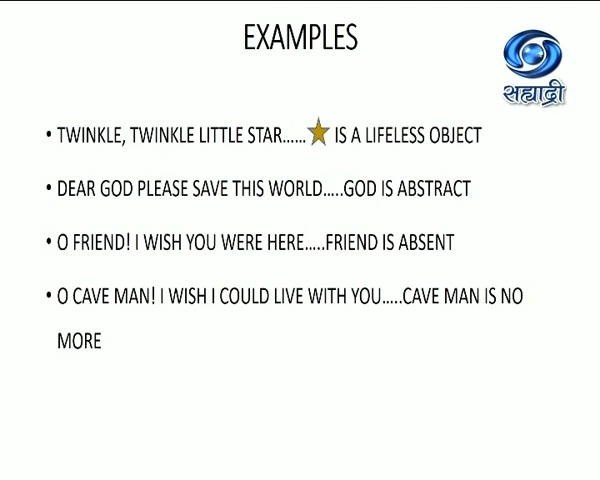 EXAMPLES
सह्याद्री
• TWINKLE, TWINKLE LITTLE STAR...... IS A LIFELESS OBJECT
• DEAR GOD PLEASE SAVE THIS WORLD.....GOD IS ABSTRACT
• O FRIEND! I WISH YOU WERE HERE.....FRIEND IS ABSENT
• O CAVE MAN! I WISH I COULD LIVE WITH YOU.....CAVE MAN IS NO
MORE